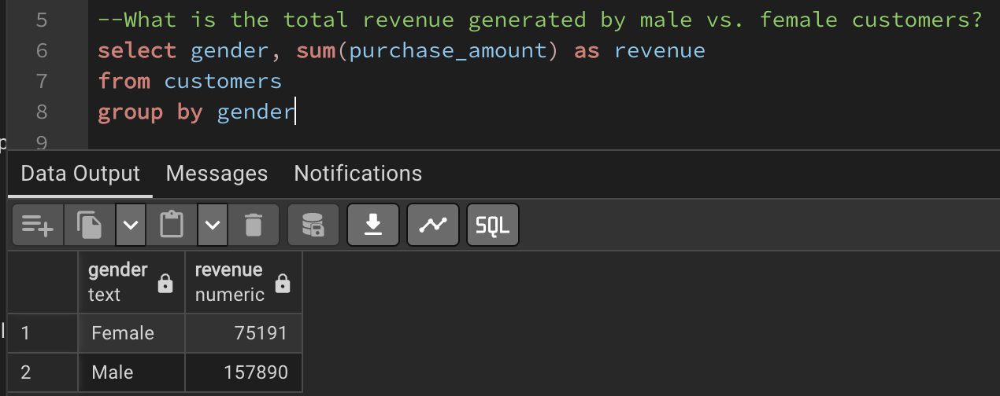 5 --What is the total revenue generated by male vs. female customers?
6 select gender, sum(purchase_amount) as revenue
7 from customers
8 group by gender
9
Data Output Messages Notifications
SQL
gender revenue
text numeric
1 Female 75191
2 Male 157890